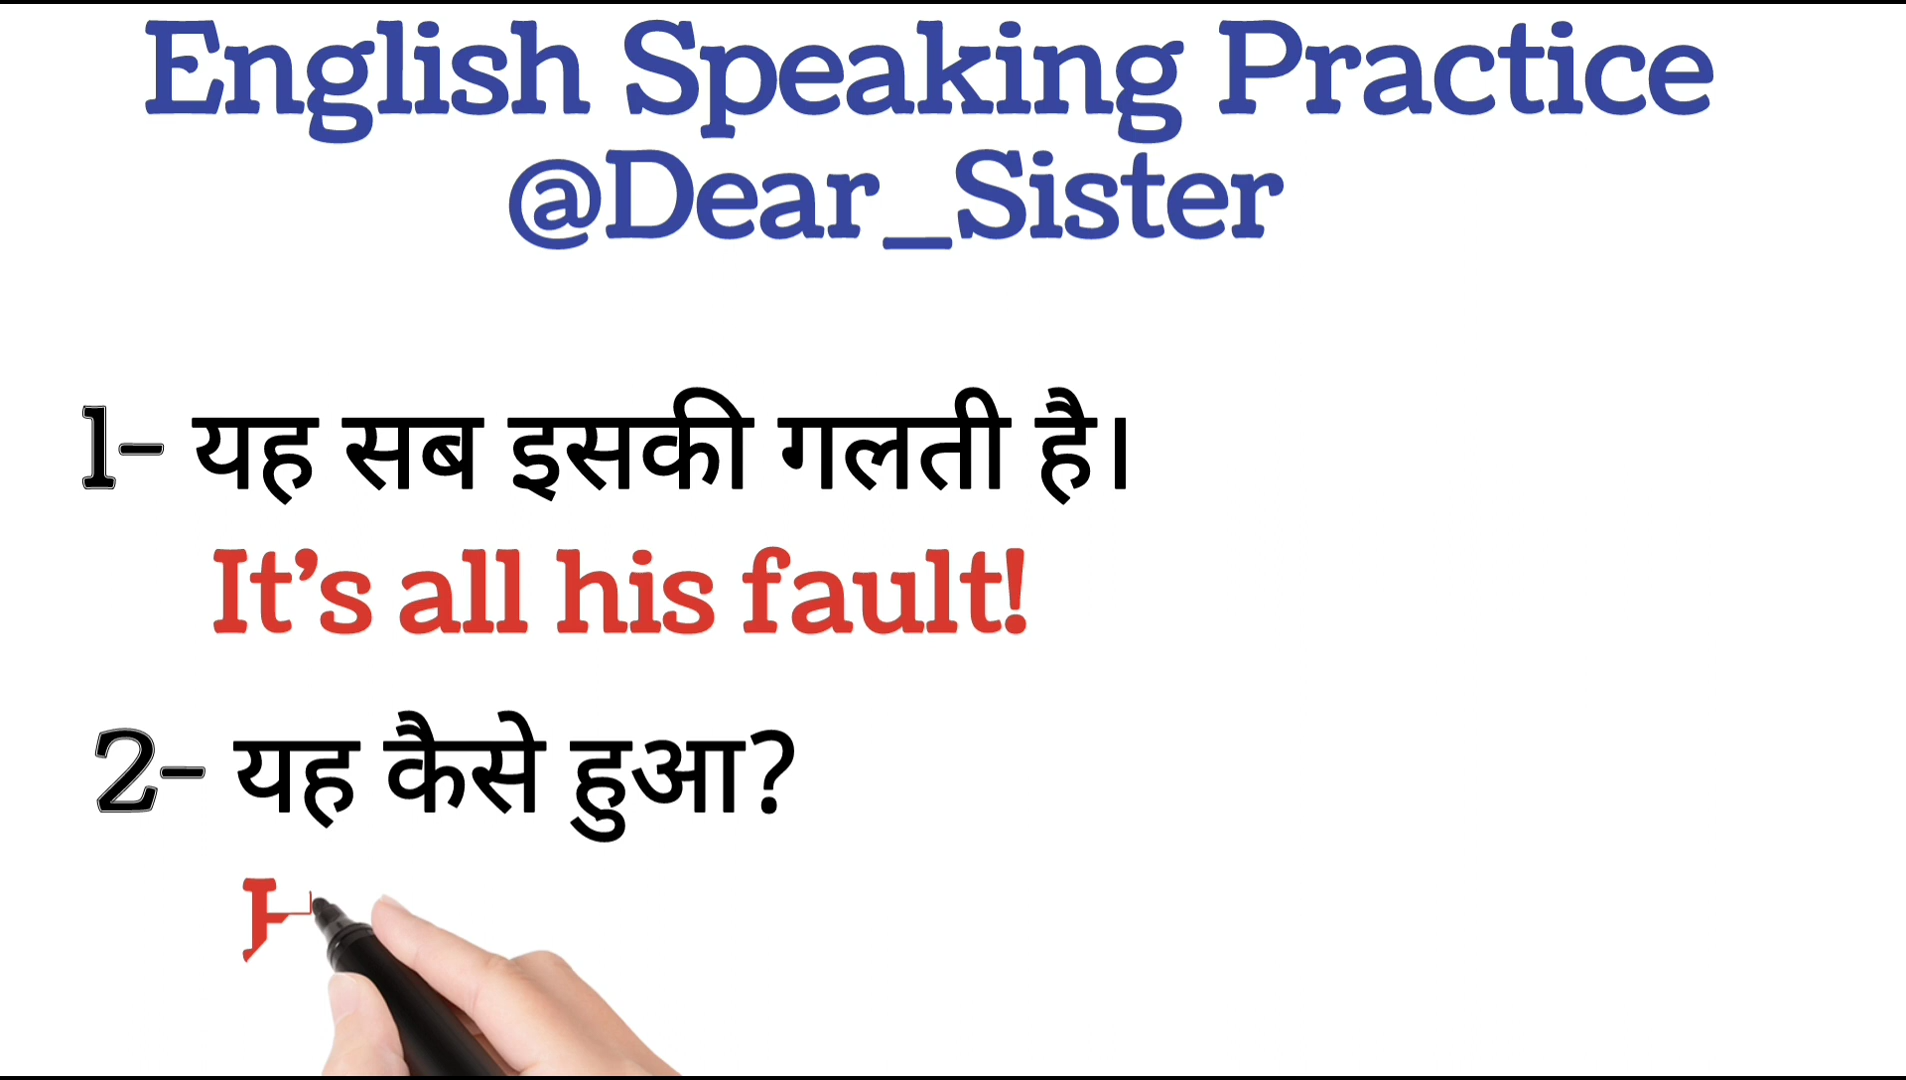 English Speaking Practice
@Dear_Sister
1- यह सब इसकी गलती है।
It’s all his fault!
2- यह कैसे हुआ?